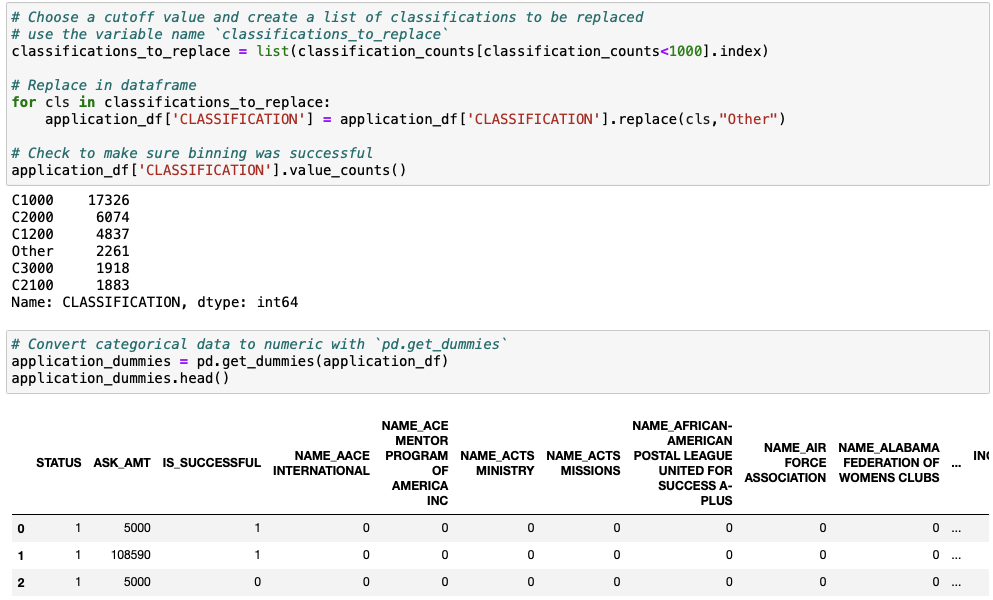 # Choose a cutoff value and create a list of classifications to be replaced
# use the variable name `classifications_to_replace`
classifications_to_replace = list(classification_counts[classification_counts<1000].index)
# Replace in dataframe
for cls in classifications_to_replace:
    application_df['CLASSIFICATION'] = application_df['CLASSIFICATION'].replace(cls,"Other")
# Check to make sure binning was successful
application_df['CLASSIFICATION'].value_counts()
C1000    17326
C2000     6074
C1200     4837
Other     2261
C3000     1918
C2100     1883
Name: CLASSIFICATION, dtype: int64
# Convert categorical data to numeric with `pd.get_dummies`
application_dummies = pd.get_dummies(application_df)
application_dummies.head()
STATUS ASK_AMT IS_SUCCESSFUL
NAME_AACE
INTERNATIONAL
NAME_ACE
MENTOR
PROGRAM
OF
AMERICA
INC
NAME_ACTS
MINISTRY
NAME_ACTS
MISSIONS
NAME_AFRICAN-
AMERICAN
POSTAL LEAGUE
UNITED FOR
SUCCESS A-
PLUS
NAME_AIR
FORCE
ASSOCIATION
NAME_ALABAMA
FEDERATION OF
WOMENS CLUBS
...
0 1 5000 1 0 0 0 0 0 0 0 ...
1 1 108590 1 0 0 0 0 0 0 0 ...
2 1 5000 0 0 0 0 0 0 0 0 ...